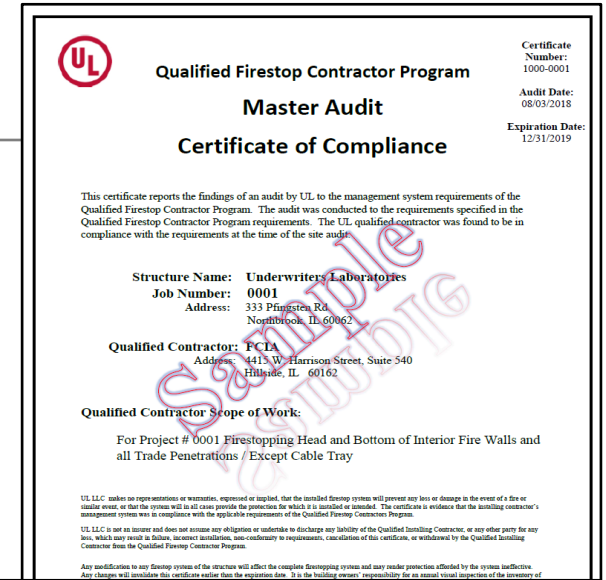 UL
Certificate
Number:
1000-0001
Qualified Firestop Contractor Program
Audit Date:
08/03/2018
Master Audit
Expiration Date:
12/31/2019
Certificate of Compliance
This certificate reports the findings of an audit by UL to the management system requirements of the
Qualified Firestop Contractor Program. The audit was conducted to the requirements specified in the
Qualified Firestop Contractor Program requirements. The UL qualified contractor was found to be in
compliance with the requirements at the time of the site audit.
Structure Name: Underwriters Laboratories
Job Number: 0001
Address: 333 Pfingsten Rd
Northbrook, IL 60062
Qualified Contractor: FCIA
Address: 4415 W. Harrison Street, Suite 540
Hillside, IL 60162
Sample
Qualified Contractor Scope of Work:
For Project # 0001 Firestopping Head and Bottom of Interior Fire Walls and
all Trade Penetrations / Except Cable Tray
UL LLC makes no representations or warranties, expressed or implied, that the installed firestop system will prevent any loss or damage in the event of a fire or
similar event, or that the system will in all cases provide the protection for which it is installed or intended. The certificate is evidence that the installing contractor's
management system was in compliance with the applicable requirements of the Qualified Firestop Contractors Program.
UL LLC is not an insurer and does not assume any obligation or undertake to discharge any liability of the Qualified Installing Contractor, or any other party for any
loss, which may result in failure, incorrect installation, non-conformity to requirements, cancellation of this certificate, or withdrawal by the Qualified Installing
Contractor from the Qualified Firestop Contractor Program.
Any modification to any firestop system of the structure will affect the complete firestopping system and may render protection afforded by the system ineffective.
Any changes will invalidate this certificate earlier than the expiration date. It is the building owners' responsibility for an annual visual inspection of the inventory of